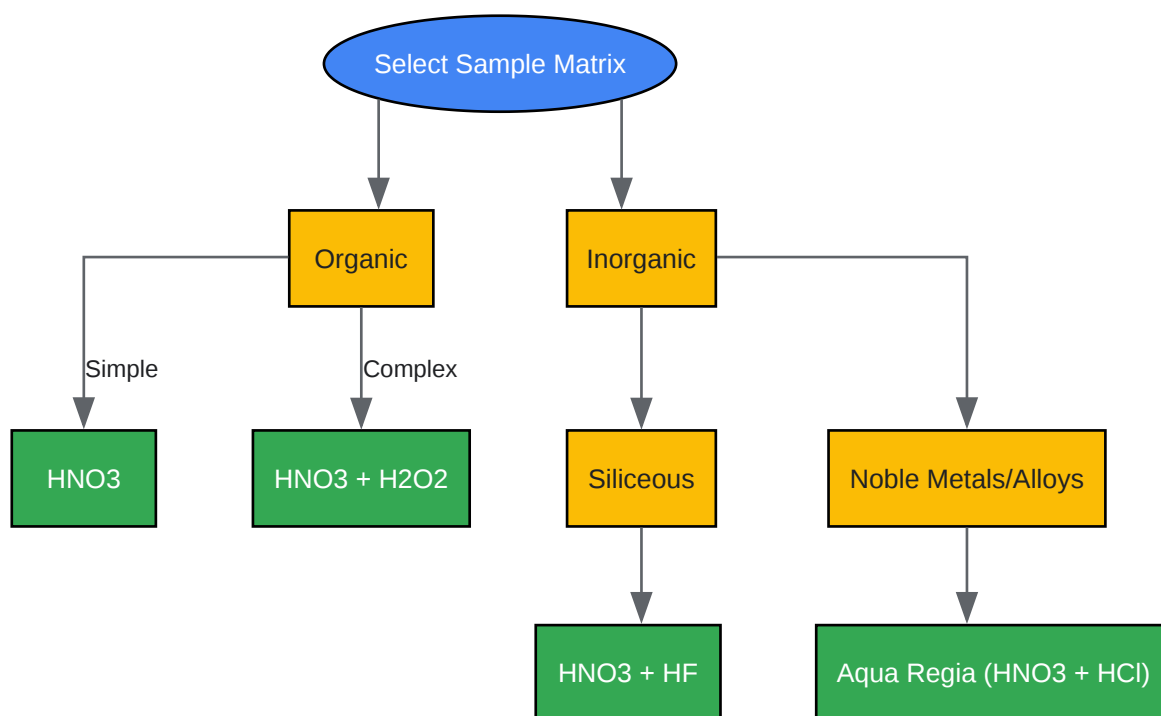 Select Sample Matrix
Organic
Inorganic
Simple
Complex
HNO3
HNO3 + H2O2
Siliceous
Noble Metals/Alloys
HNO3 + HF
Aqua Regia (HNO3 + HCl)